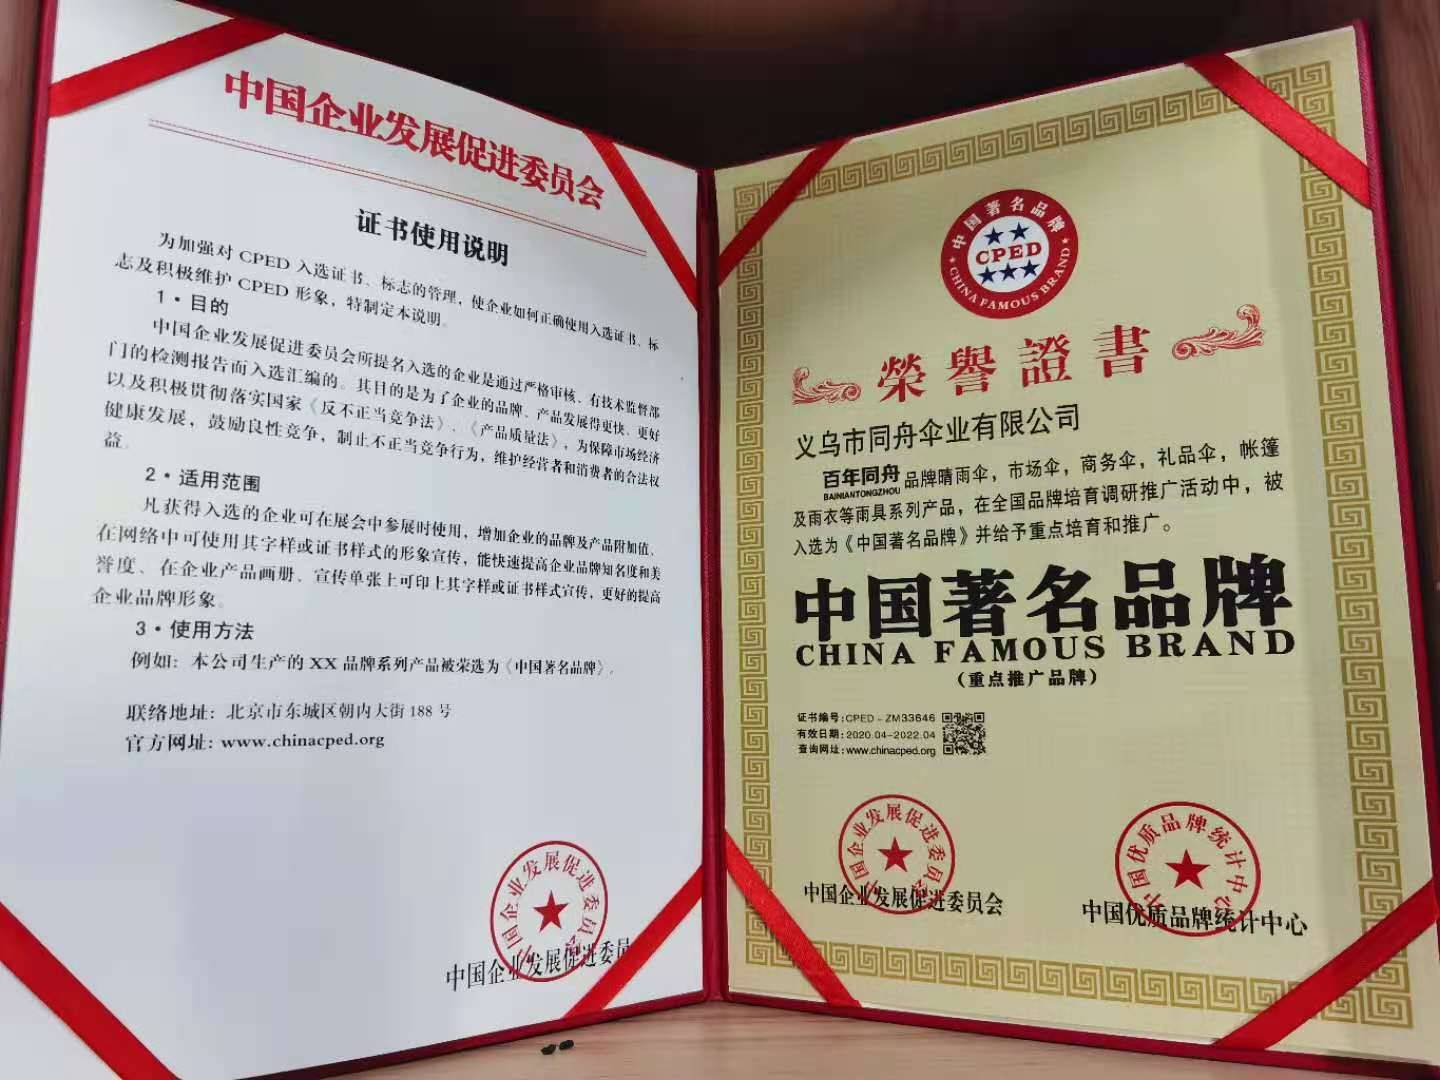 中国企业发展促进委员会
证书使用说明
为加强对 CPED 入选证书、标志的管理，使企业如何正确使用入选证书、标
志及积极维护 CPED 形象，特制定本说明。
1·目的
中国企业发展促进委员会所提名入选的企业是通过严格审核、有技术监督部
门的检测报告而入选汇编的。其目的是为了企业的品牌、产品发展得更快、更好
以及积极贯彻落实国家《反不正当竞争法》、《产品质量法》，为保障市场经济
健康发展，鼓励良性竞争，制止不正当竞争行为，维护经营者和消费者的合法权
益。
2·适用范围
凡获得入选的企业可在展会中参展时使用，增加企业的品牌及产品附加值、
在网络中可使用其字样或证书样式的形象宣传，能快速提高企业品牌知名度和美
誉度、在企业产品画册、宣传单张上可印上其字样或证书样式宣传，更好的提高
企业品牌形象。
3·使用方法
例如：本公司生产的 XX 品牌系列产品被荣选为《中国著名品牌》。
联络地址：北京市东城区朝内大街 188 号
官方网址：www.chinacped.org
中国企业发展促进委员会
中国企业发展促进委员
中国著名品牌
CPED
CHINA FAMOUS BRAND
榮譽證書
义乌市同舟伞业有限公司
百年同舟品牌晴雨伞，市场伞，商务伞，礼品伞，帐篷
BAINIANTONGZHOU
及雨衣等雨具系列产品，在全国品牌培育调研推广活动中，被
入选为《中国著名品牌》并给予重点培育和推广。
中国著名品牌
CHINA FAMOUS BRAND
（重点推广品牌）
证书编号：CPED-ZM33646
有效日期：2020.04-2022.04
查询网址：www.chinacped.org
中国企业发展促进委员会
中国企业发展促进委员会
中国优质品牌统计中心
中国优质品牌统计中心